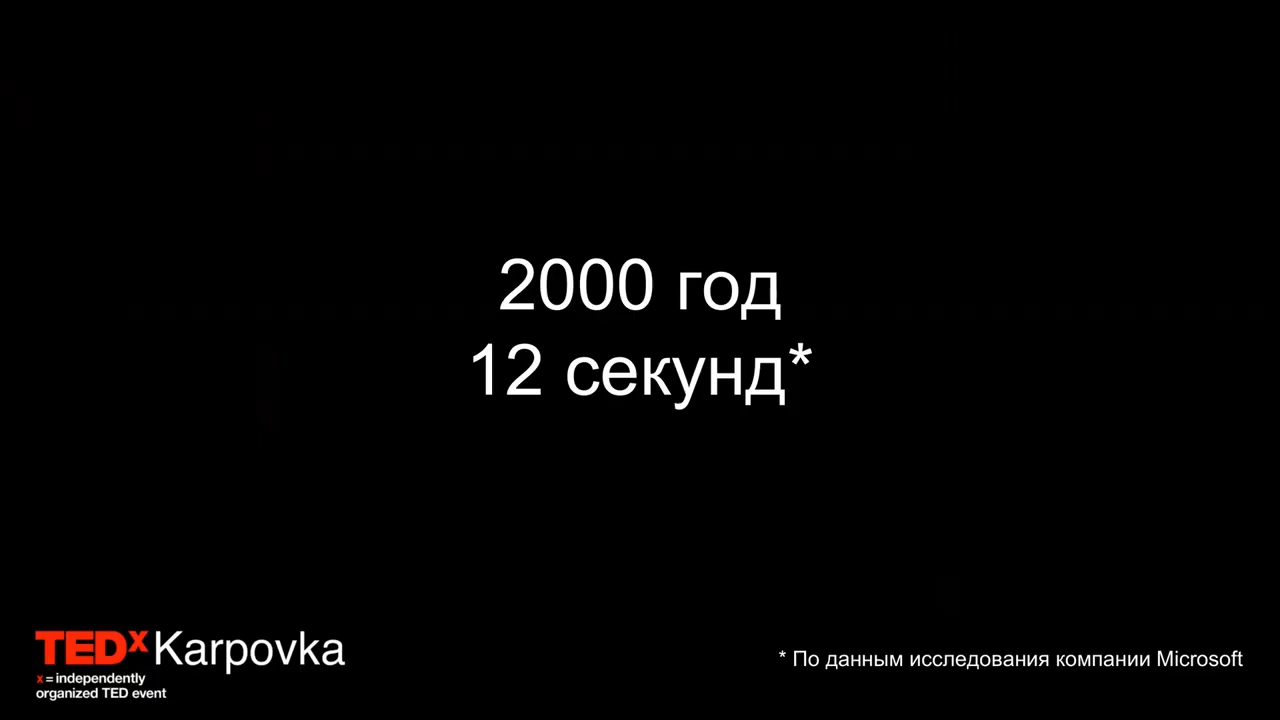 2000 год
12 секунд*
TEDxKarpovka
x = independently
organized TED event
* По данным исследования компании Microsoft